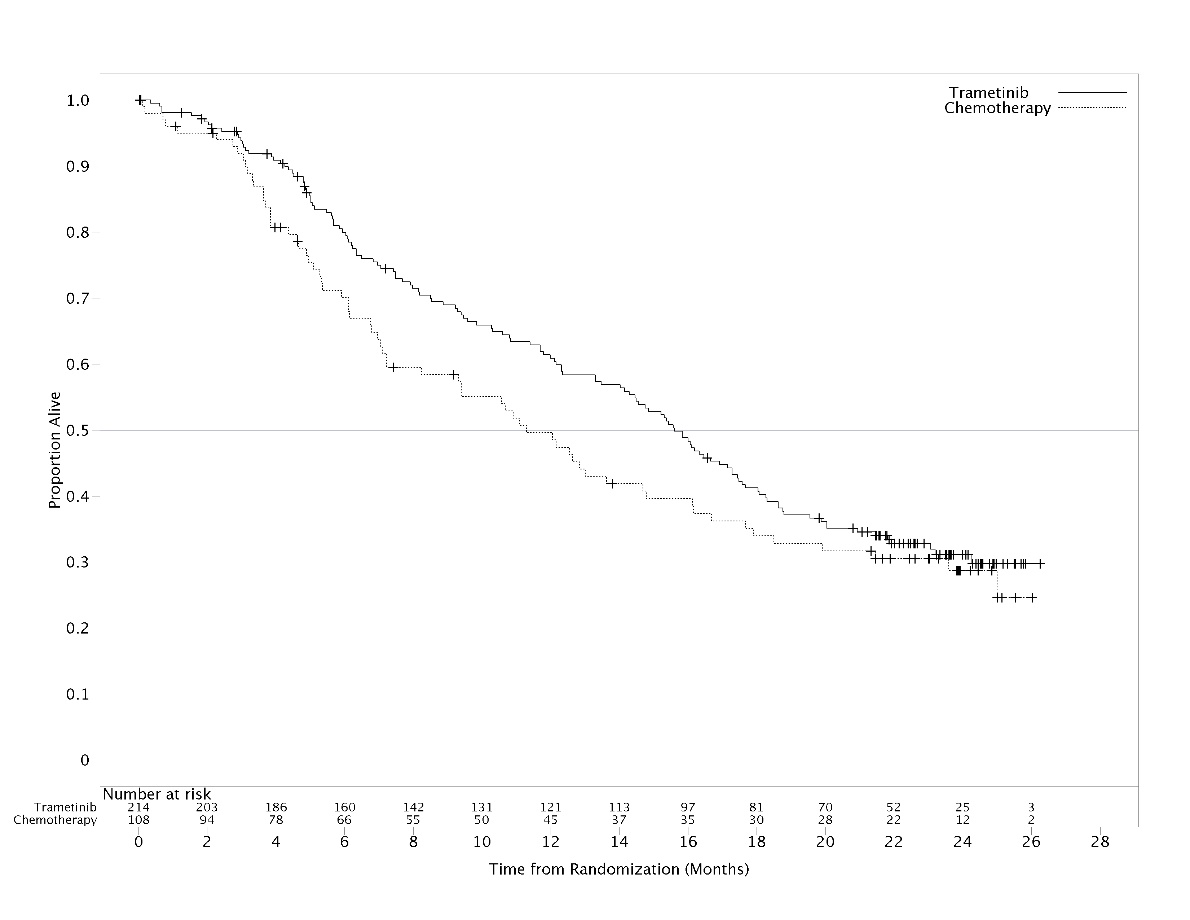 Trametinib
Chemotherapy
1.0
0.9
0.8
0.7
0.6
0.5
0.4
0.3
0.2
0.1
0
Proportion Alive
Number at risk
Trametinib 214 203 186 160 142 131 121 113 97 81 70 52 25 3
Chemotherapy 108 94 78 66 55 50 45 37 35 30 28 22 12 2
0 2 4 6 8 10 12 14 16 18 20 22 24 26 28
Time from Randomization (Months)